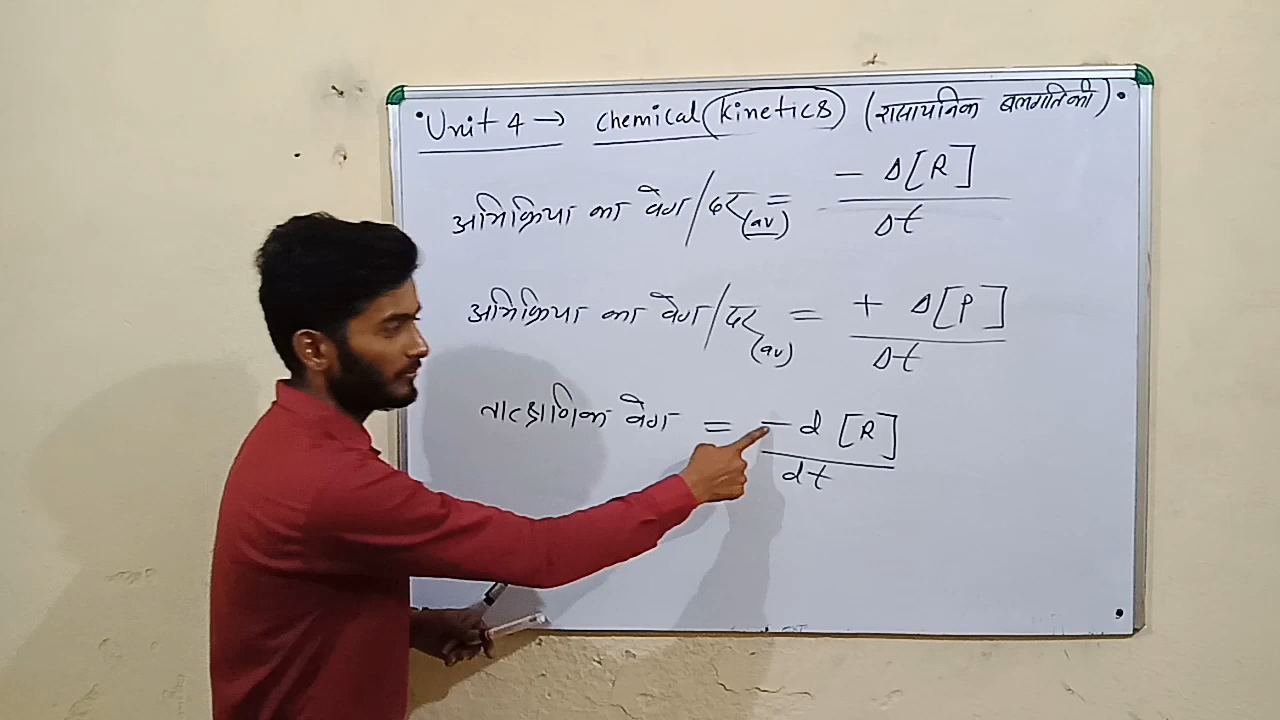 • Unit 4 → Chemical Kinetics (रासायनिक बलगतिकी) •
अभिक्रिया का वेग/दर(av) = - Δ[R] / Δt
अभिक्रिया का वेग/दर(av) = + Δ[P] / Δt
तात्क्षणिक वेग = - d [R] / dt